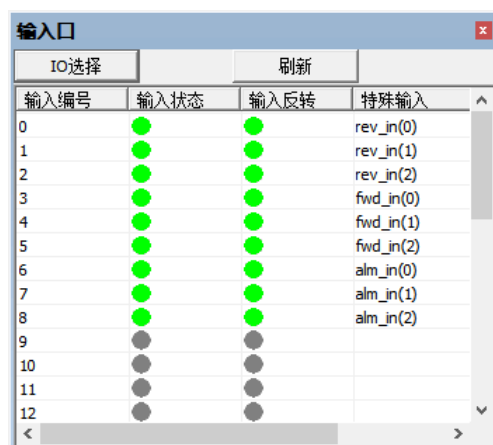 输入口
IO选择 刷新
输入编号 输入状态 输入反转 特殊输入
0 rev_in(0)
1 rev_in(1)
2 rev_in(2)
3 fwd_in(0)
4 fwd_in(1)
5 fwd_in(2)
6 alm_in(0)
7 alm_in(1)
8 alm_in(2)
9
10
11
12